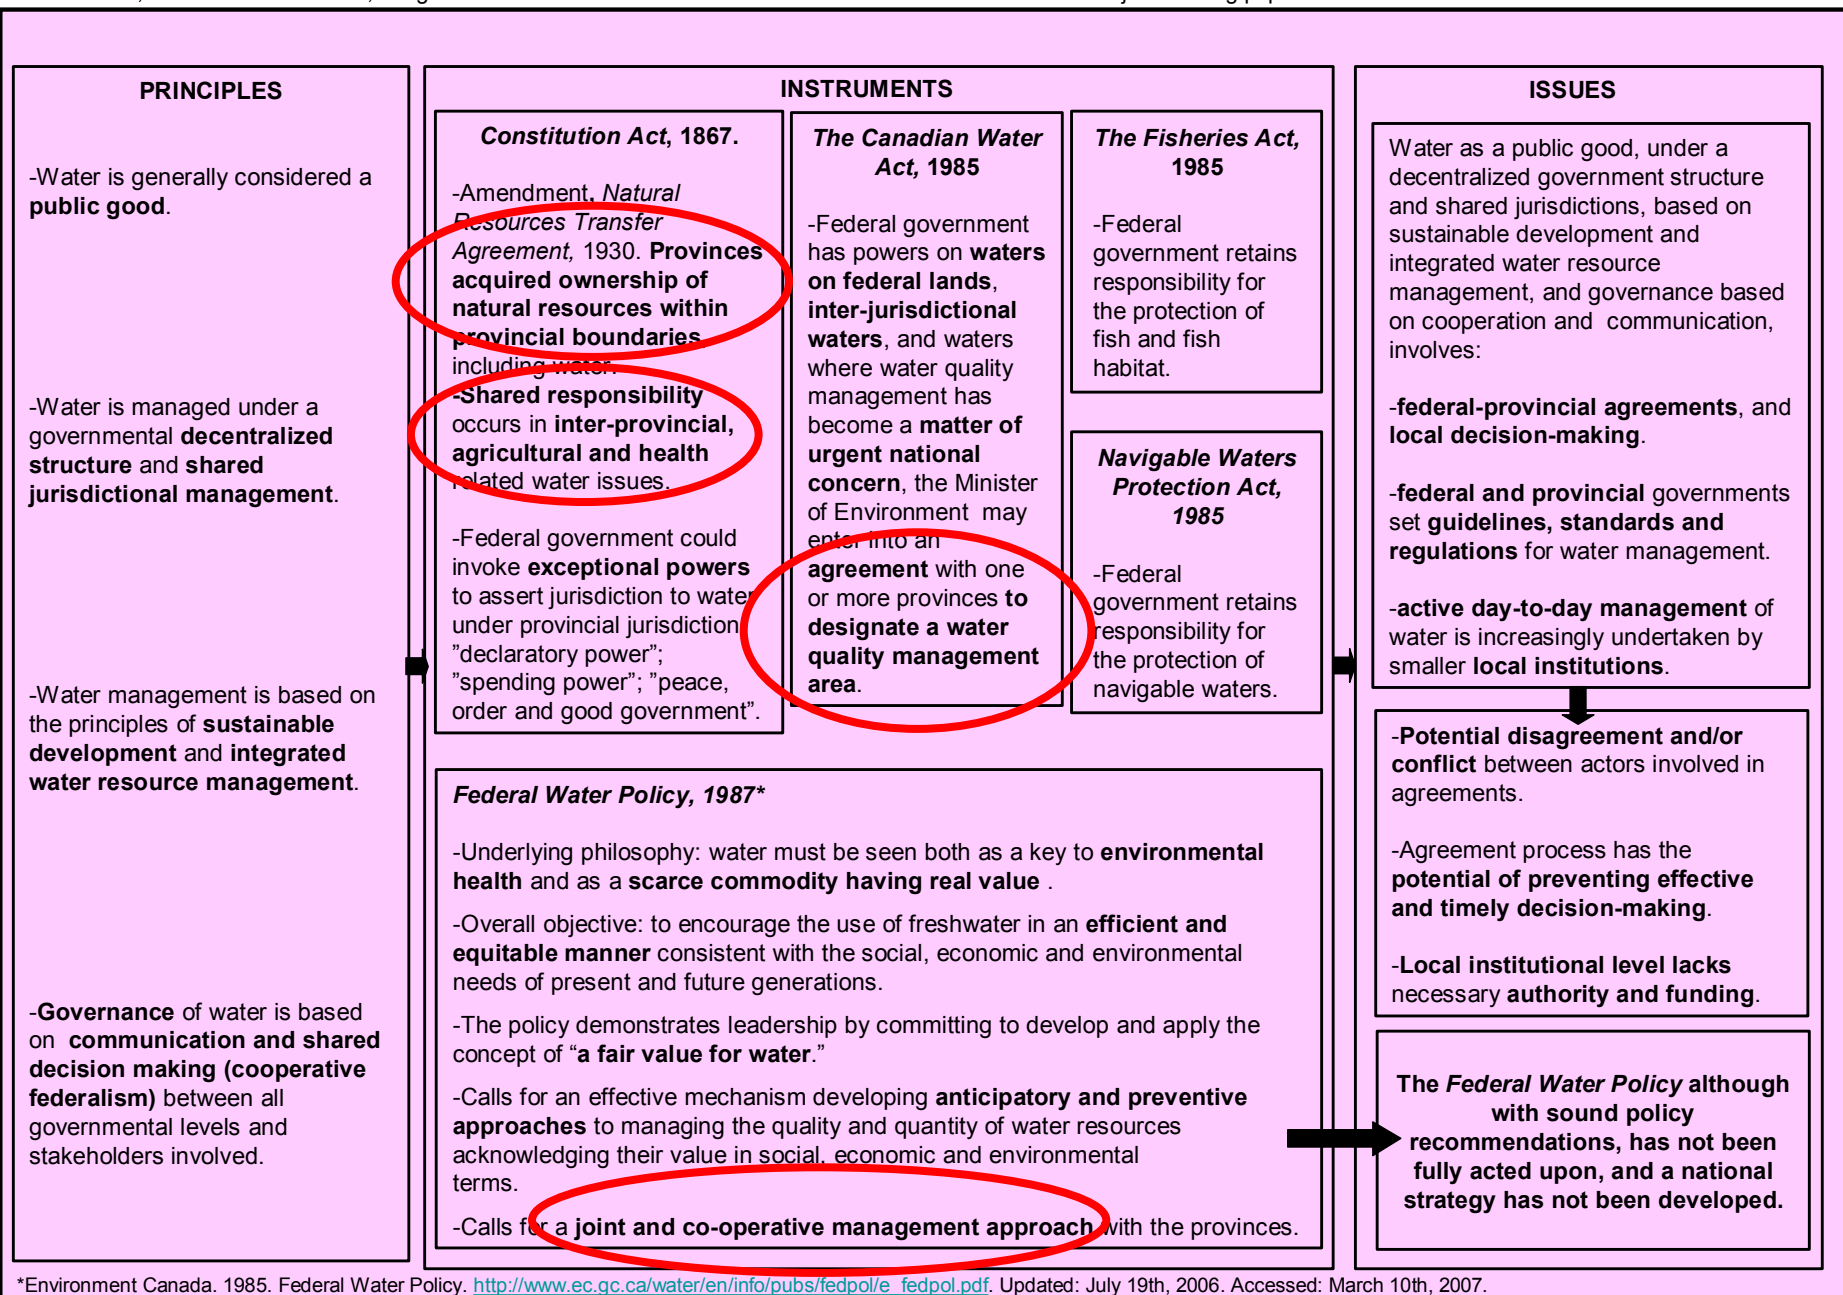 PRINCIPLES
-Water is generally considered a
public good.
-Water is managed under a
governmental decentralized
structure and shared
jurisdictional management.
-Water management is based on
the principles of sustainable
development and integrated
water resource management.
-Governance of water is based
on communication and shared
decision making (cooperative
federalism) between all
governmental levels and
stakeholders involved.
INSTRUMENTS
Constitution Act, 1867.
-Amendment, Natural
Resources Transfer
Agreement, 1930. Provinces
acquired ownership of
natural resources within
provincial boundaries
including water.
-Shared responsibility
occurs in inter-provincial,
agricultural and health
related water issues.
-Federal government could
invoke exceptional powers
to assert jurisdiction to water
under provincial jurisdiction
”declaratory power”;
”spending power”; ”peace,
order and good government”.
The Canadian Water
Act, 1985
-Federal government
has powers on waters
on federal lands,
inter-jurisdictional
waters, and waters
where water quality
management has
become a matter of
urgent national
concern, the Minister
of Environment may
enter into an
agreement with one
or more provinces to
designate a water
quality management
area.
The Fisheries Act,
1985
-Federal
government retains
responsibility for
the protection of
fish and fish
habitat.
Navigable Waters
Protection Act,
1985
-Federal
government retains
responsibility for
the protection of
navigable waters.
Federal Water Policy, 1987*
-Underlying philosophy: water must be seen both as a key to environmental
health and as a scarce commodity having real value .
-Overall objective: to encourage the use of freshwater in an efficient and
equitable manner consistent with the social, economic and environmental
needs of present and future generations.
-The policy demonstrates leadership by committing to develop and apply the
concept of “a fair value for water.”
-Calls for an effective mechanism developing anticipatory and preventive
approaches to managing the quality and quantity of water resources
acknowledging their value in social, economic and environmental
terms.
-Calls for a joint and co-operative management approach with the provinces.
ISSUES
Water as a public good, under a
decentralized government structure
and shared jurisdictions, based on
sustainable development and
integrated water resource
management, and governance based
on cooperation and communication,
involves:
-federal-provincial agreements, and
local decision-making.
-federal and provincial governments
set guidelines, standards and
regulations for water management.
-active day-to-day management of
water is increasingly undertaken by
smaller local institutions.
-Potential disagreement and/or
conflict between actors involved in
agreements.
-Agreement process has the
potential of preventing effective
and timely decision-making.
-Local institutional level lacks
necessary authority and funding.
The Federal Water Policy although
with sound policy
recommendations, has not been
fully acted upon, and a national
strategy has not been developed.
*Environment Canada. 1985. Federal Water Policy. http://www.ec.gc.ca/water/en/info/pubs/fedpol/e_fedpol.pdf. Updated: July 19th, 2006. Accessed: March 10th, 2007.